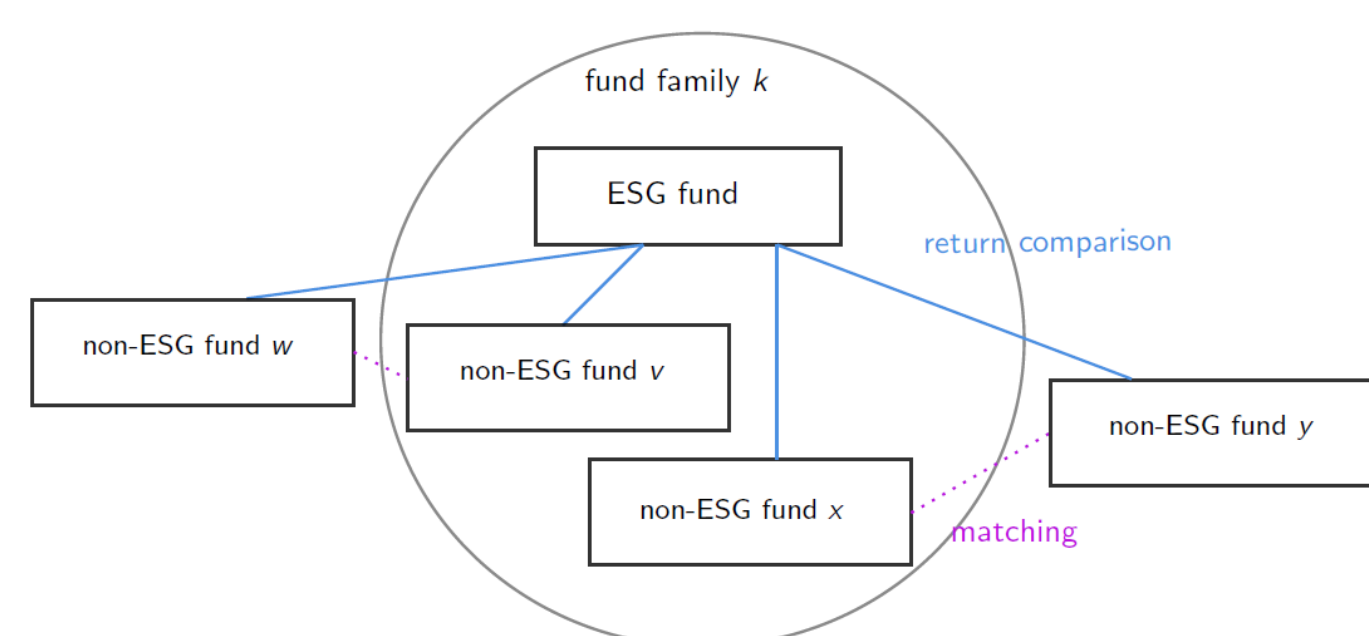 fund family k
ESG fund
return comparison
non-ESG fund w
non-ESG fund v
non-ESG fund y
non-ESG fund x
matching